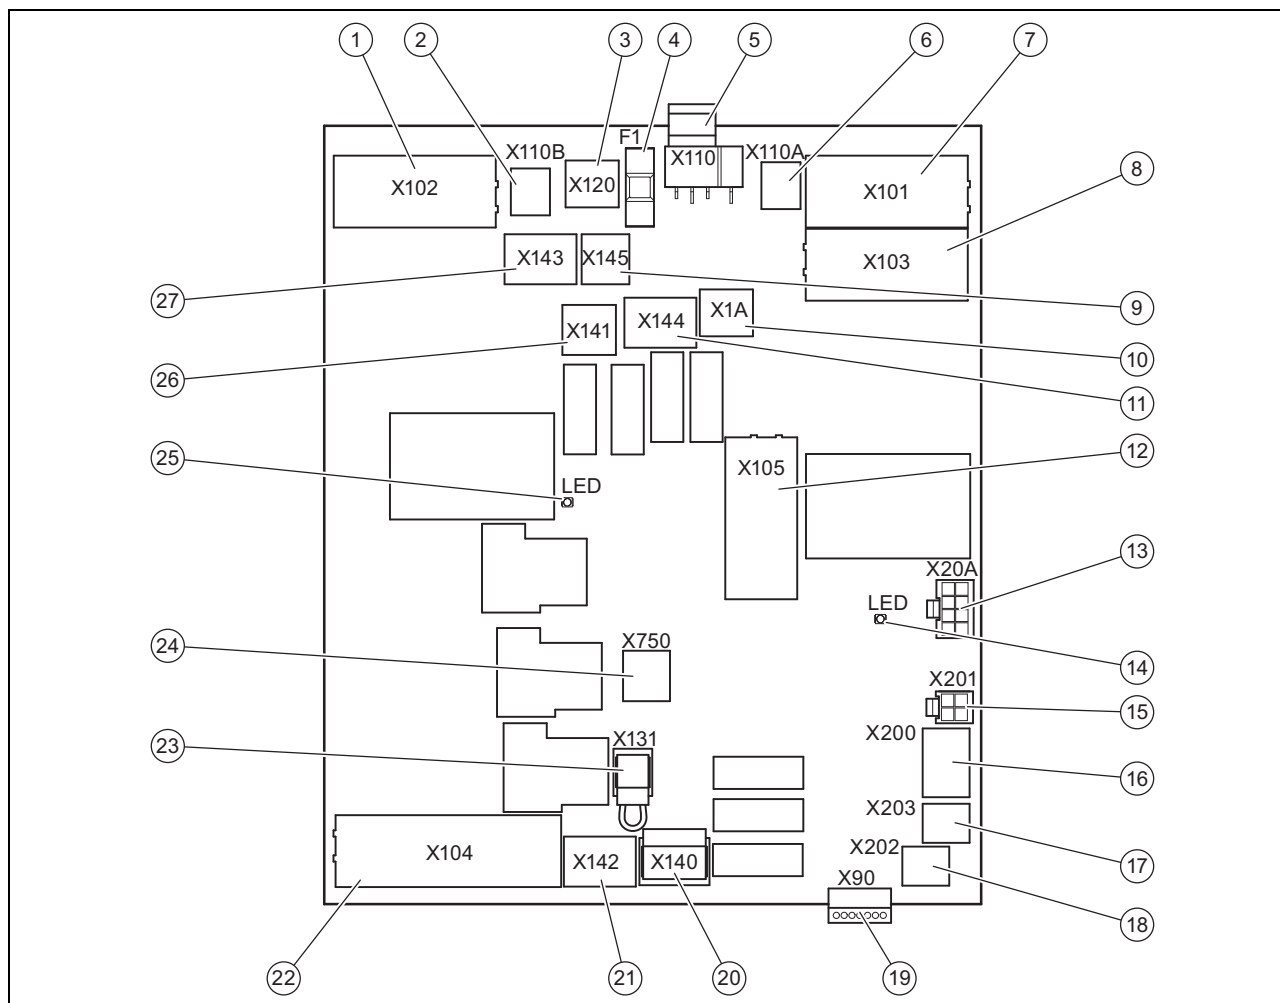 1 2 3 4 5 6 7
F1
X110B X120 X110 X110A
X102 X101
8
X143 X145 X103
27 9
X141 X144 X1A
26 10
11
25 X105 12
LED
X20A 13
LED
24 X750 14
X201 15
23 X131 X200
16
X203
X202 17
X104 X142 X140 X90
18
22 21 20 19